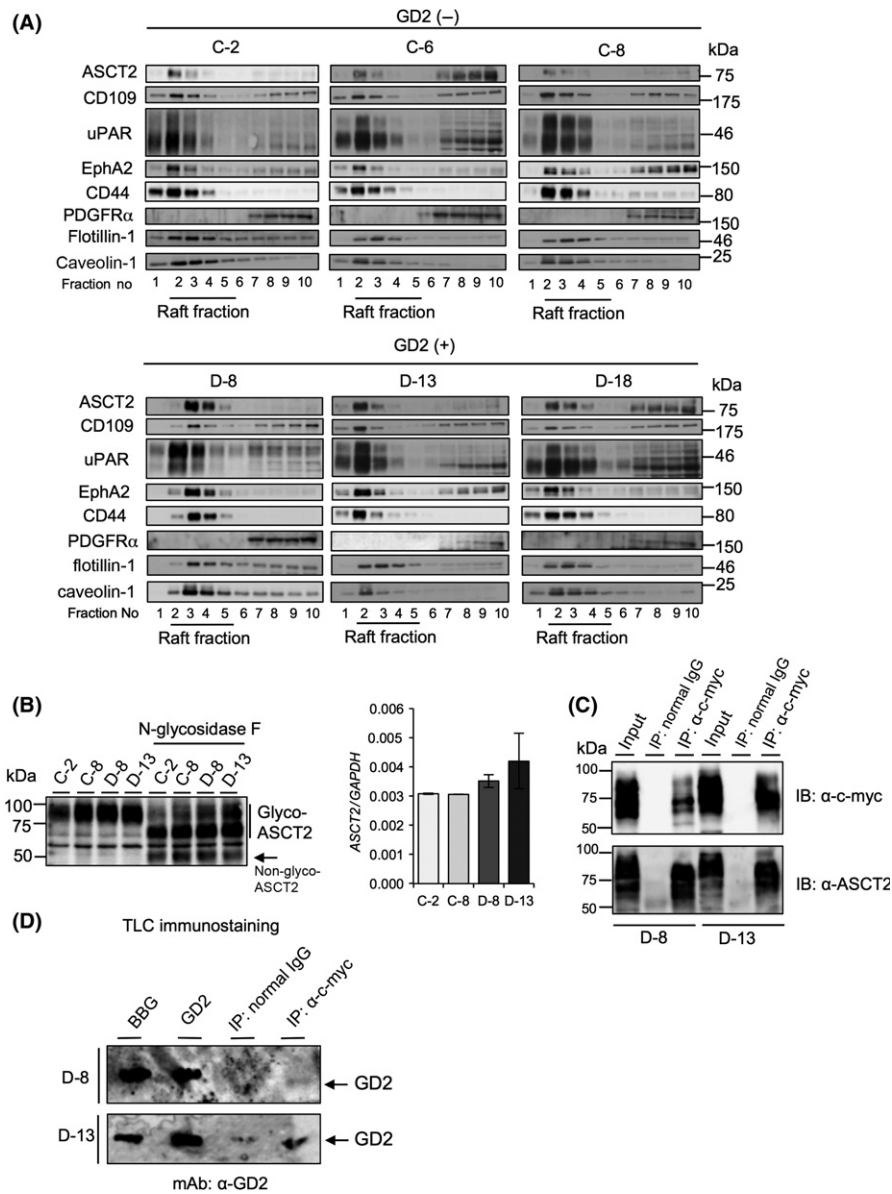 (A)
GD2 (–)
C-2 C-6 C-8 kDa
ASCT2 75
CD109 175
uPAR 46
EphA2 150
CD44 80
PDGFRα 150
Flotillin-1 46
Caveolin-1 25
Fraction no 1 2 3 4 5 6 7 8 9 10 1 2 3 4 5 6 7 8 9 10 1 2 3 4 5 6 7 8 9 10
Raft fraction Raft fraction Raft fraction
GD2 (+)
D-8 D-13 D-18 kDa
ASCT2 75
CD109 175
uPAR 46
EphA2 150
CD44 80
PDGFRα 150
flotillin-1 46
caveolin-1 25
Fraction No 1 2 3 4 5 6 7 8 9 10 1 2 3 4 5 6 7 8 9 10 1 2 3 4 5 6 7 8 9 10
Raft fraction Raft fraction Raft fraction
(B)
N-glycosidase F
kDa C-2 C-8 D-8 D-13 C-2 C-8 D-8 D-13
100
75
50
Glyco-
ASCT2
Non-glyco-
ASCT2
ASCT2/GAPDH
0.006
0.005
0.004
0.003
0.002
0.001
0.000
C-2 C-8 D-8 D-13
(C)
kDa Input IP: normal IgG IP: α-c-myc Input IP: normal IgG IP: α-c-myc
100
75
50
IB: α-c-myc
100
75
50
IB: α-ASCT2
D-8 D-13
(D)
TLC immunostaining
BBG GD2 IP: normal IgG IP: α-c-myc
D-8 GD2
D-13 GD2
mAb: α-GD2